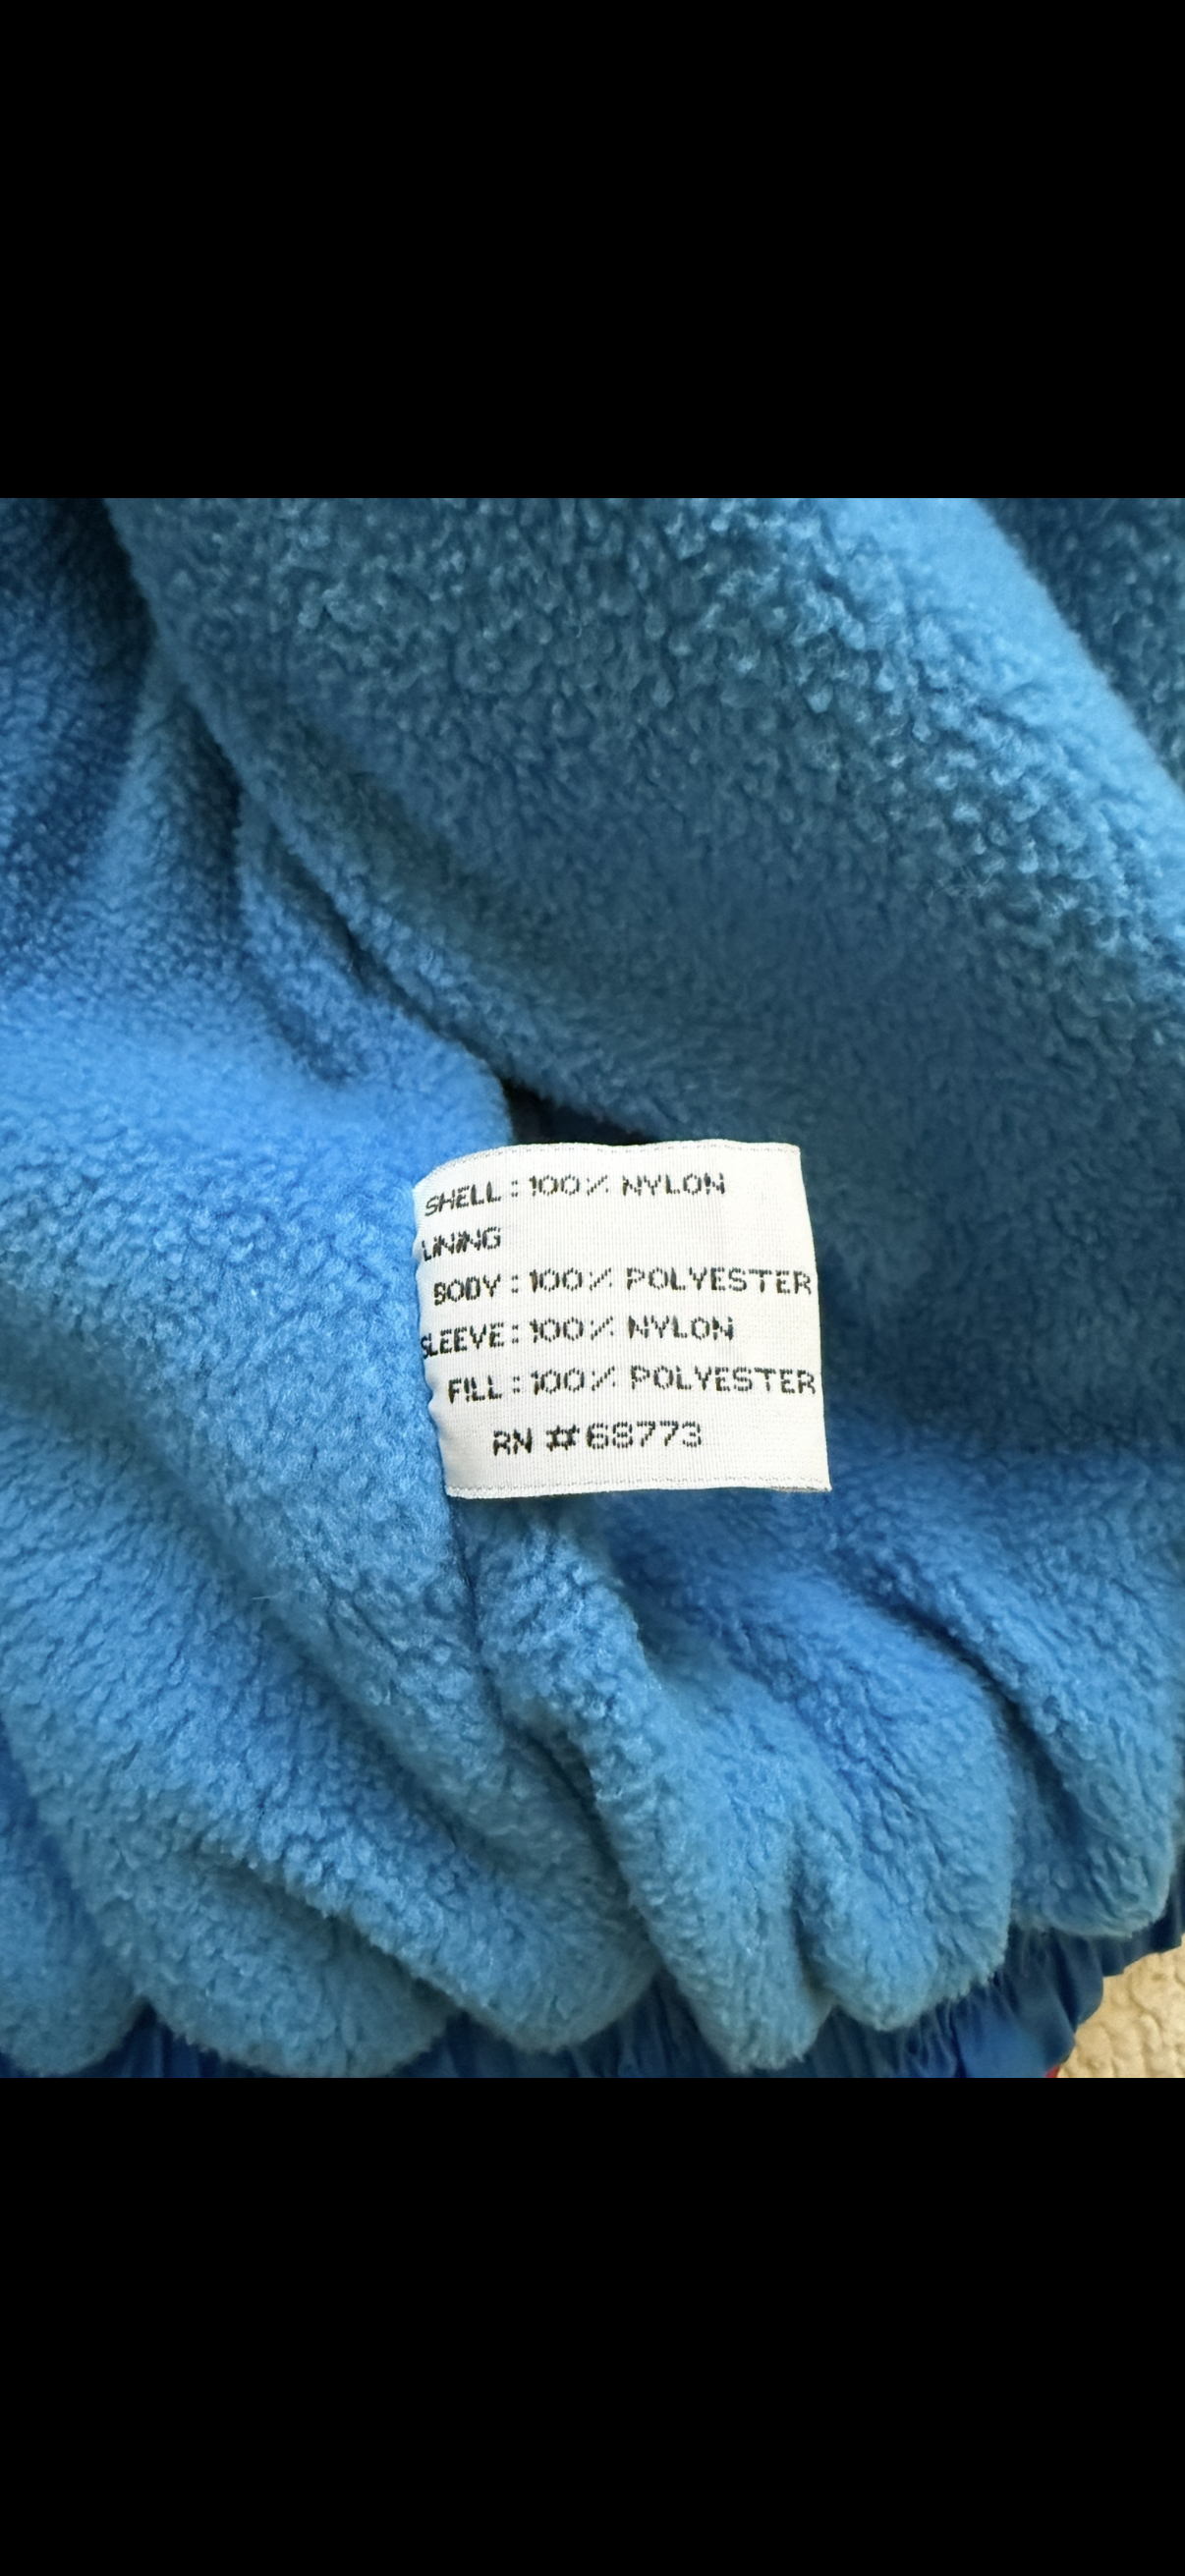 SHELL : 100% NYLON
LINING
BODY : 100% POLYESTER
SLEEVE : 100% NYLON
FILL : 100% POLYESTER
RN #68773